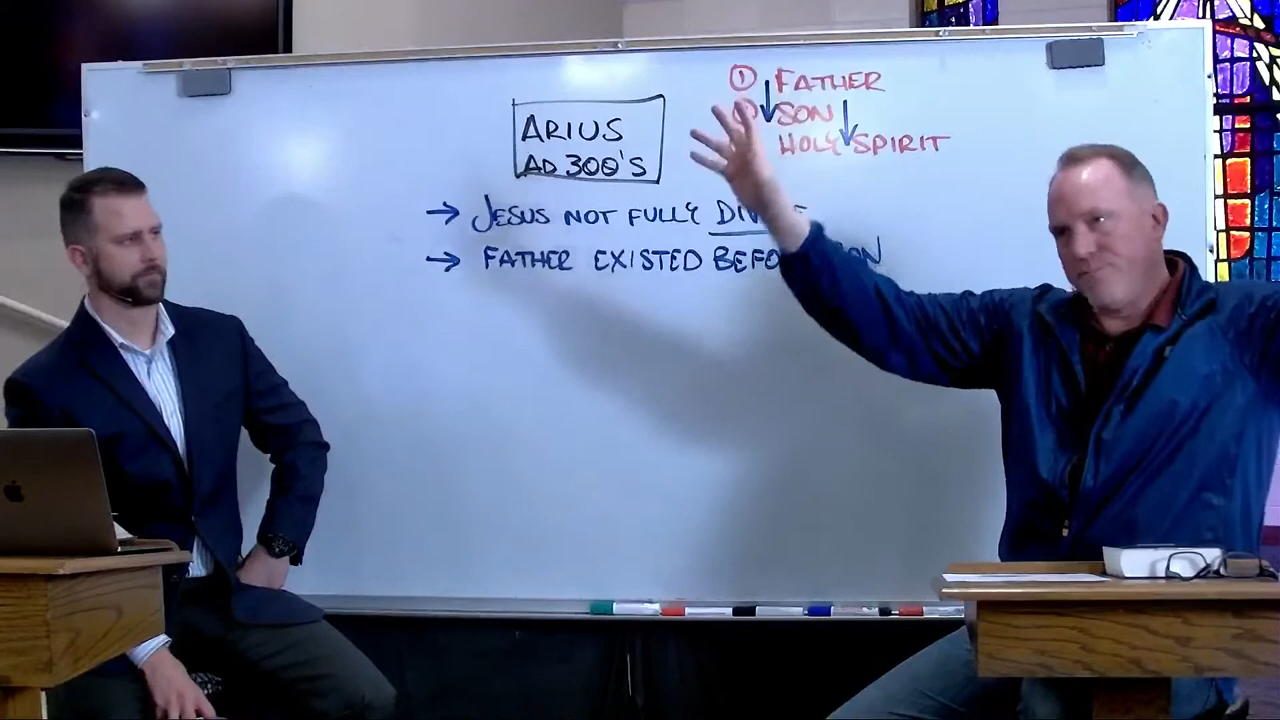 ① FATHER
SON
HOLY SPIRIT
ARIUS
AD 300'S
→ JESUS NOT FULLY
→ FATHER EXISTED